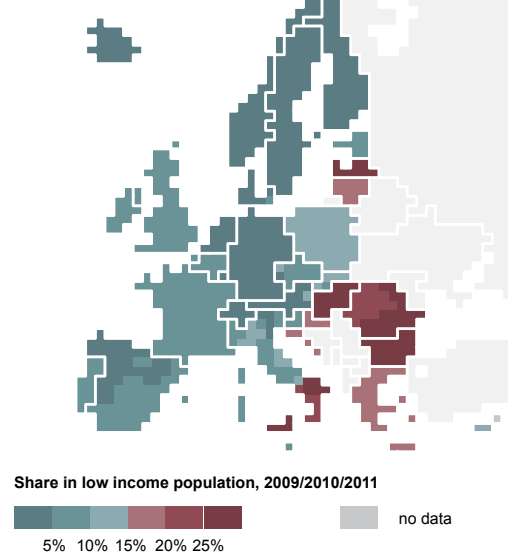 Share in low income population, 2009/2010/2011
no data
5% 10% 15% 20% 25%